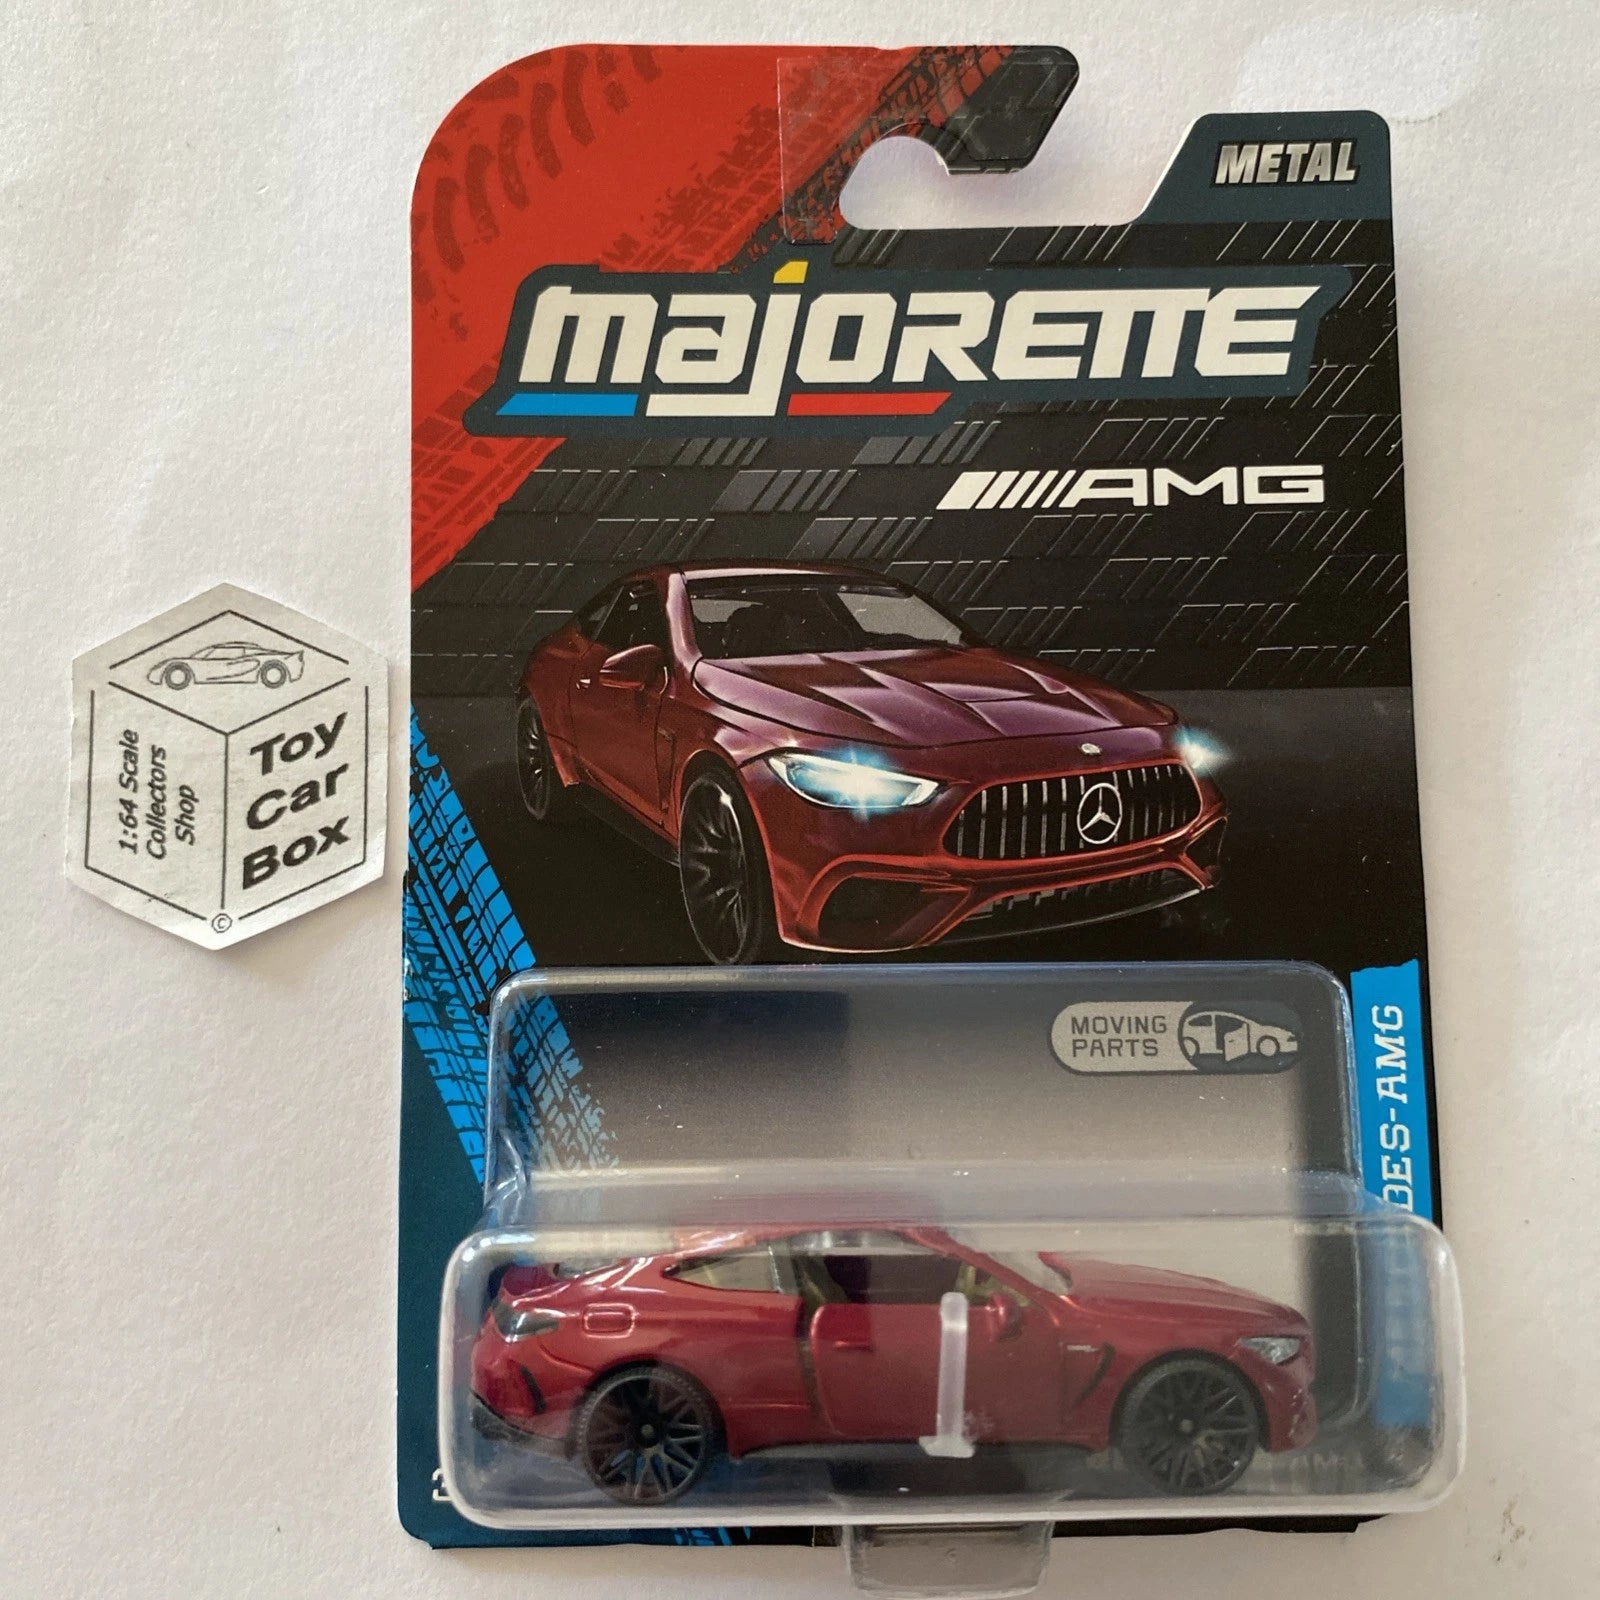 METAL
majorette
AMG
1:64 Scale
Collectors
Shop
Toy
Car
Box
©
MOVING
PARTS
DES-AMG